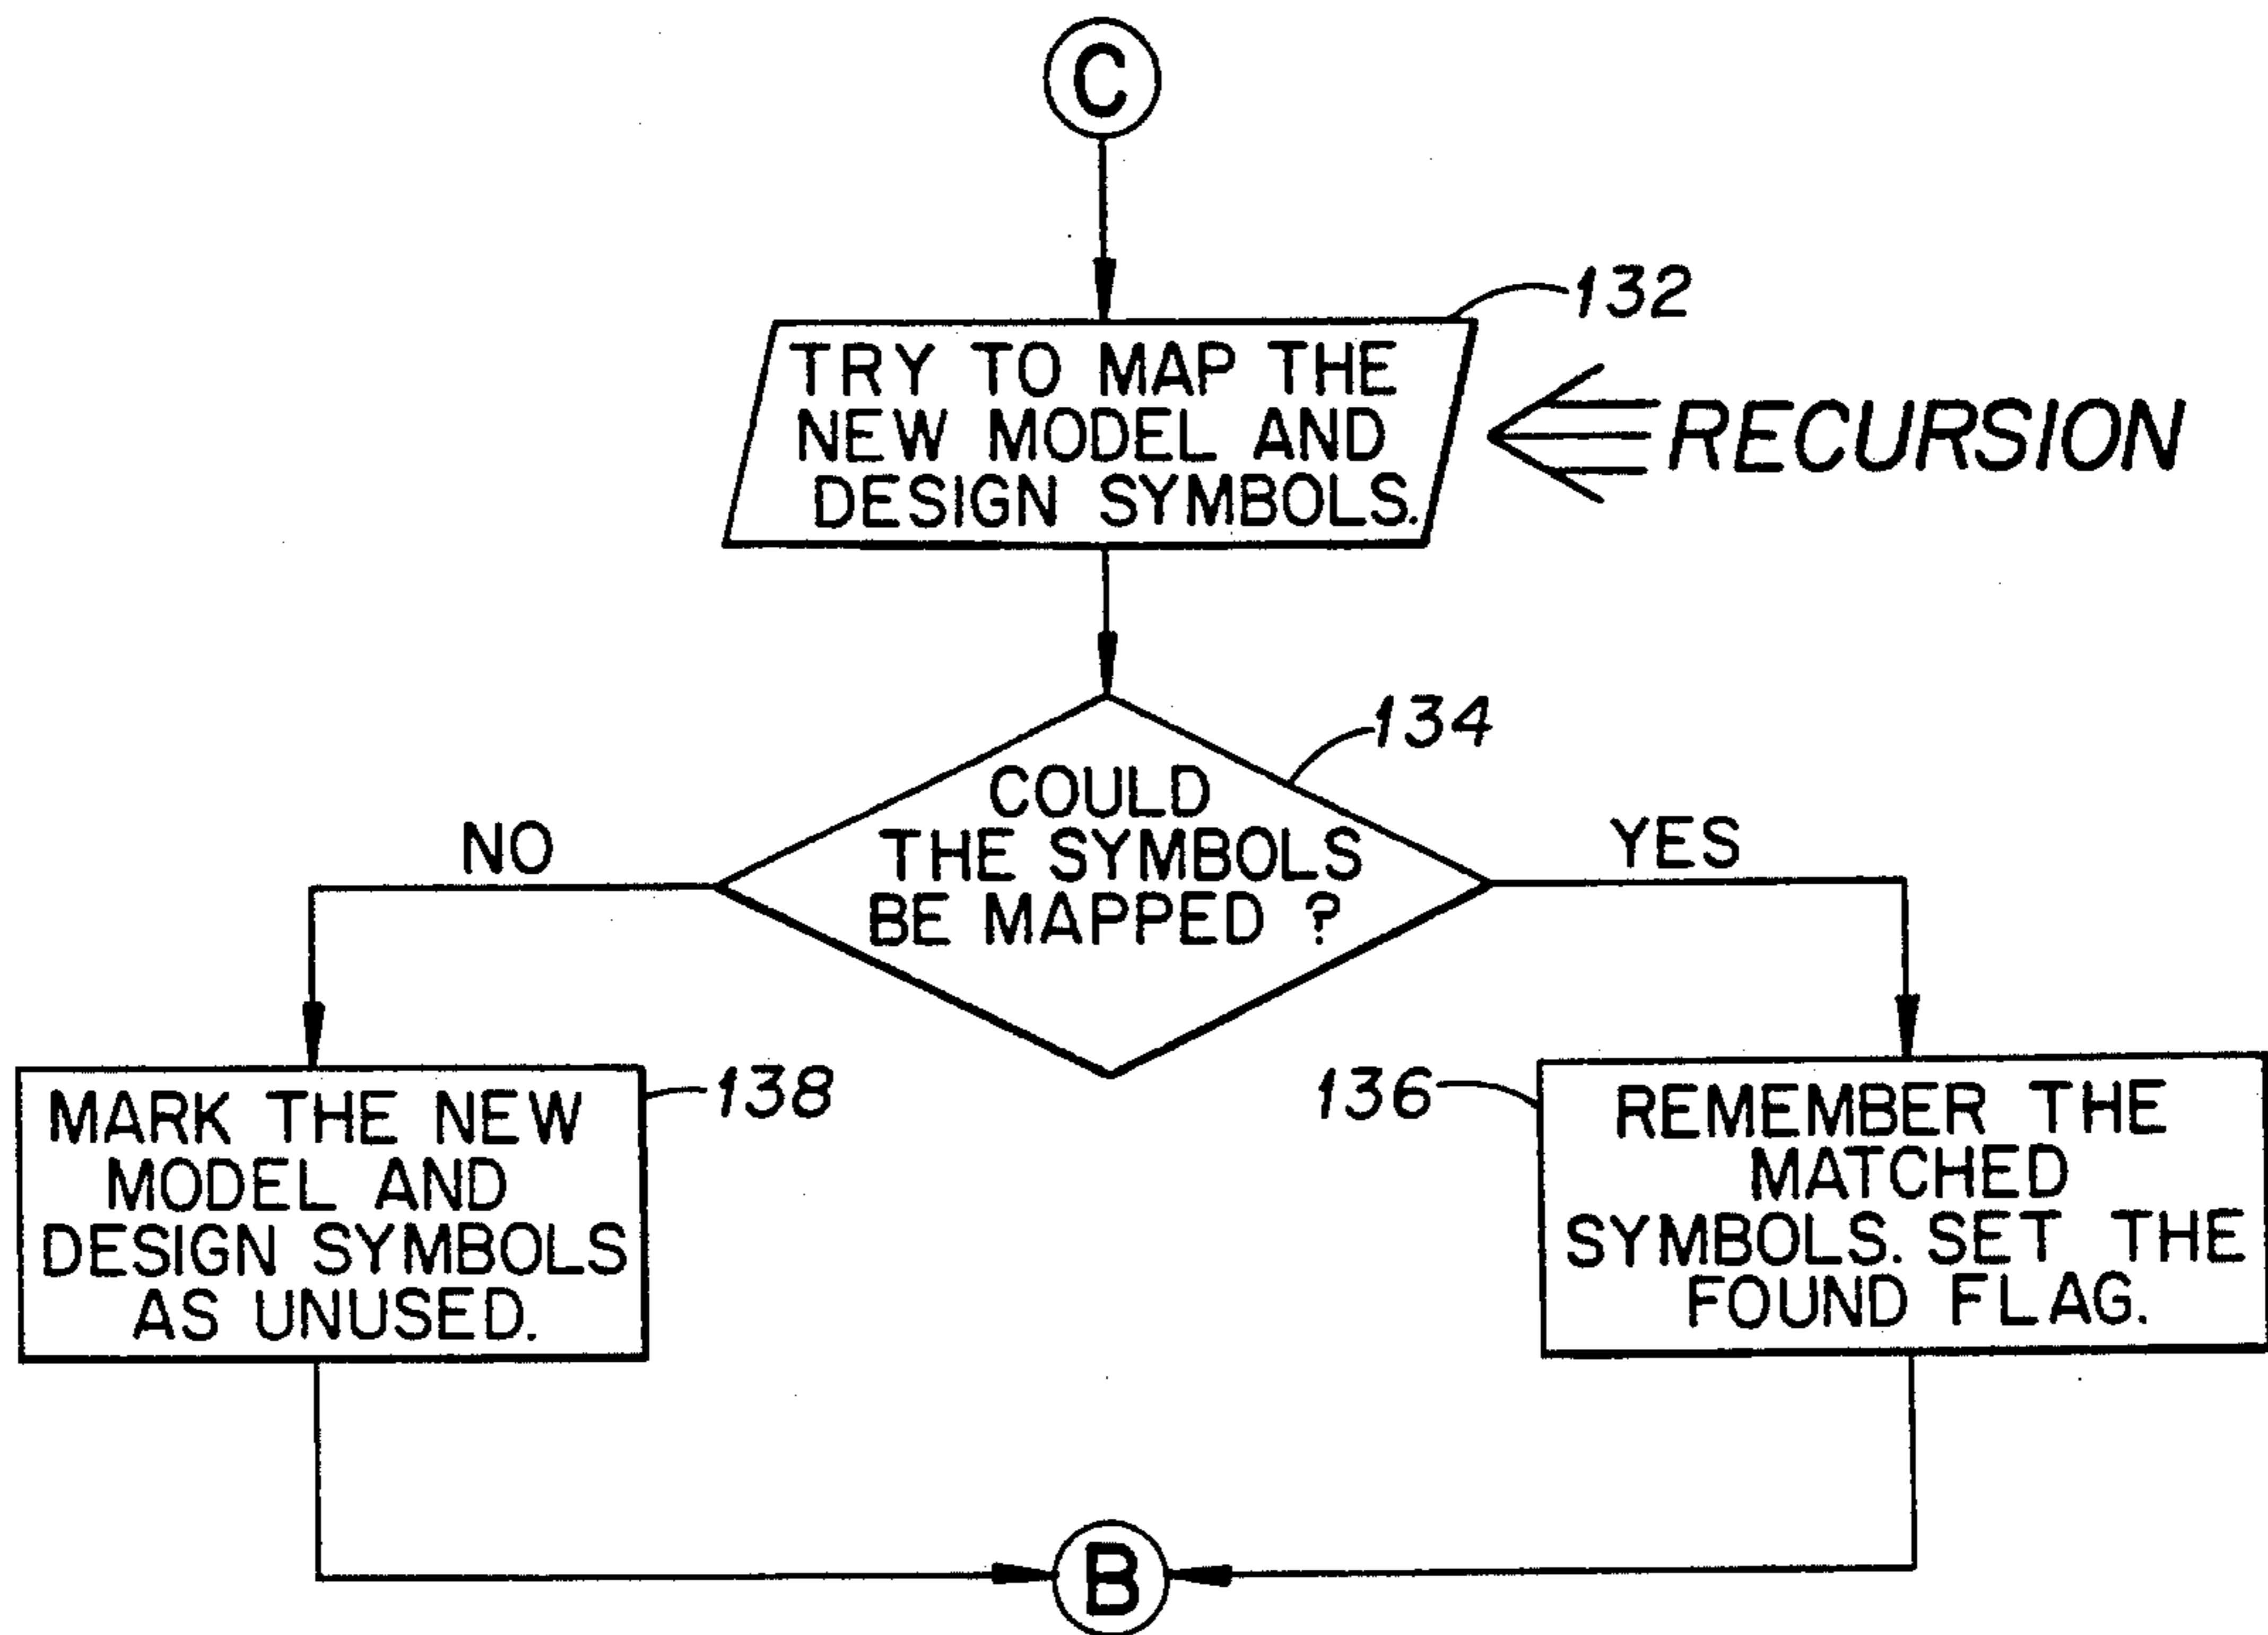 C
132
TRY TO MAP THE
NEW MODEL AND
DESIGN SYMBOLS.
RECURSION
134
COULD
THE SYMBOLS
BE MAPPED ?
NO
YES
138
MARK THE NEW
MODEL AND
DESIGN SYMBOLS
AS UNUSED.
136
REMEMBER THE
MATCHED
SYMBOLS. SET THE
FOUND FLAG.
B